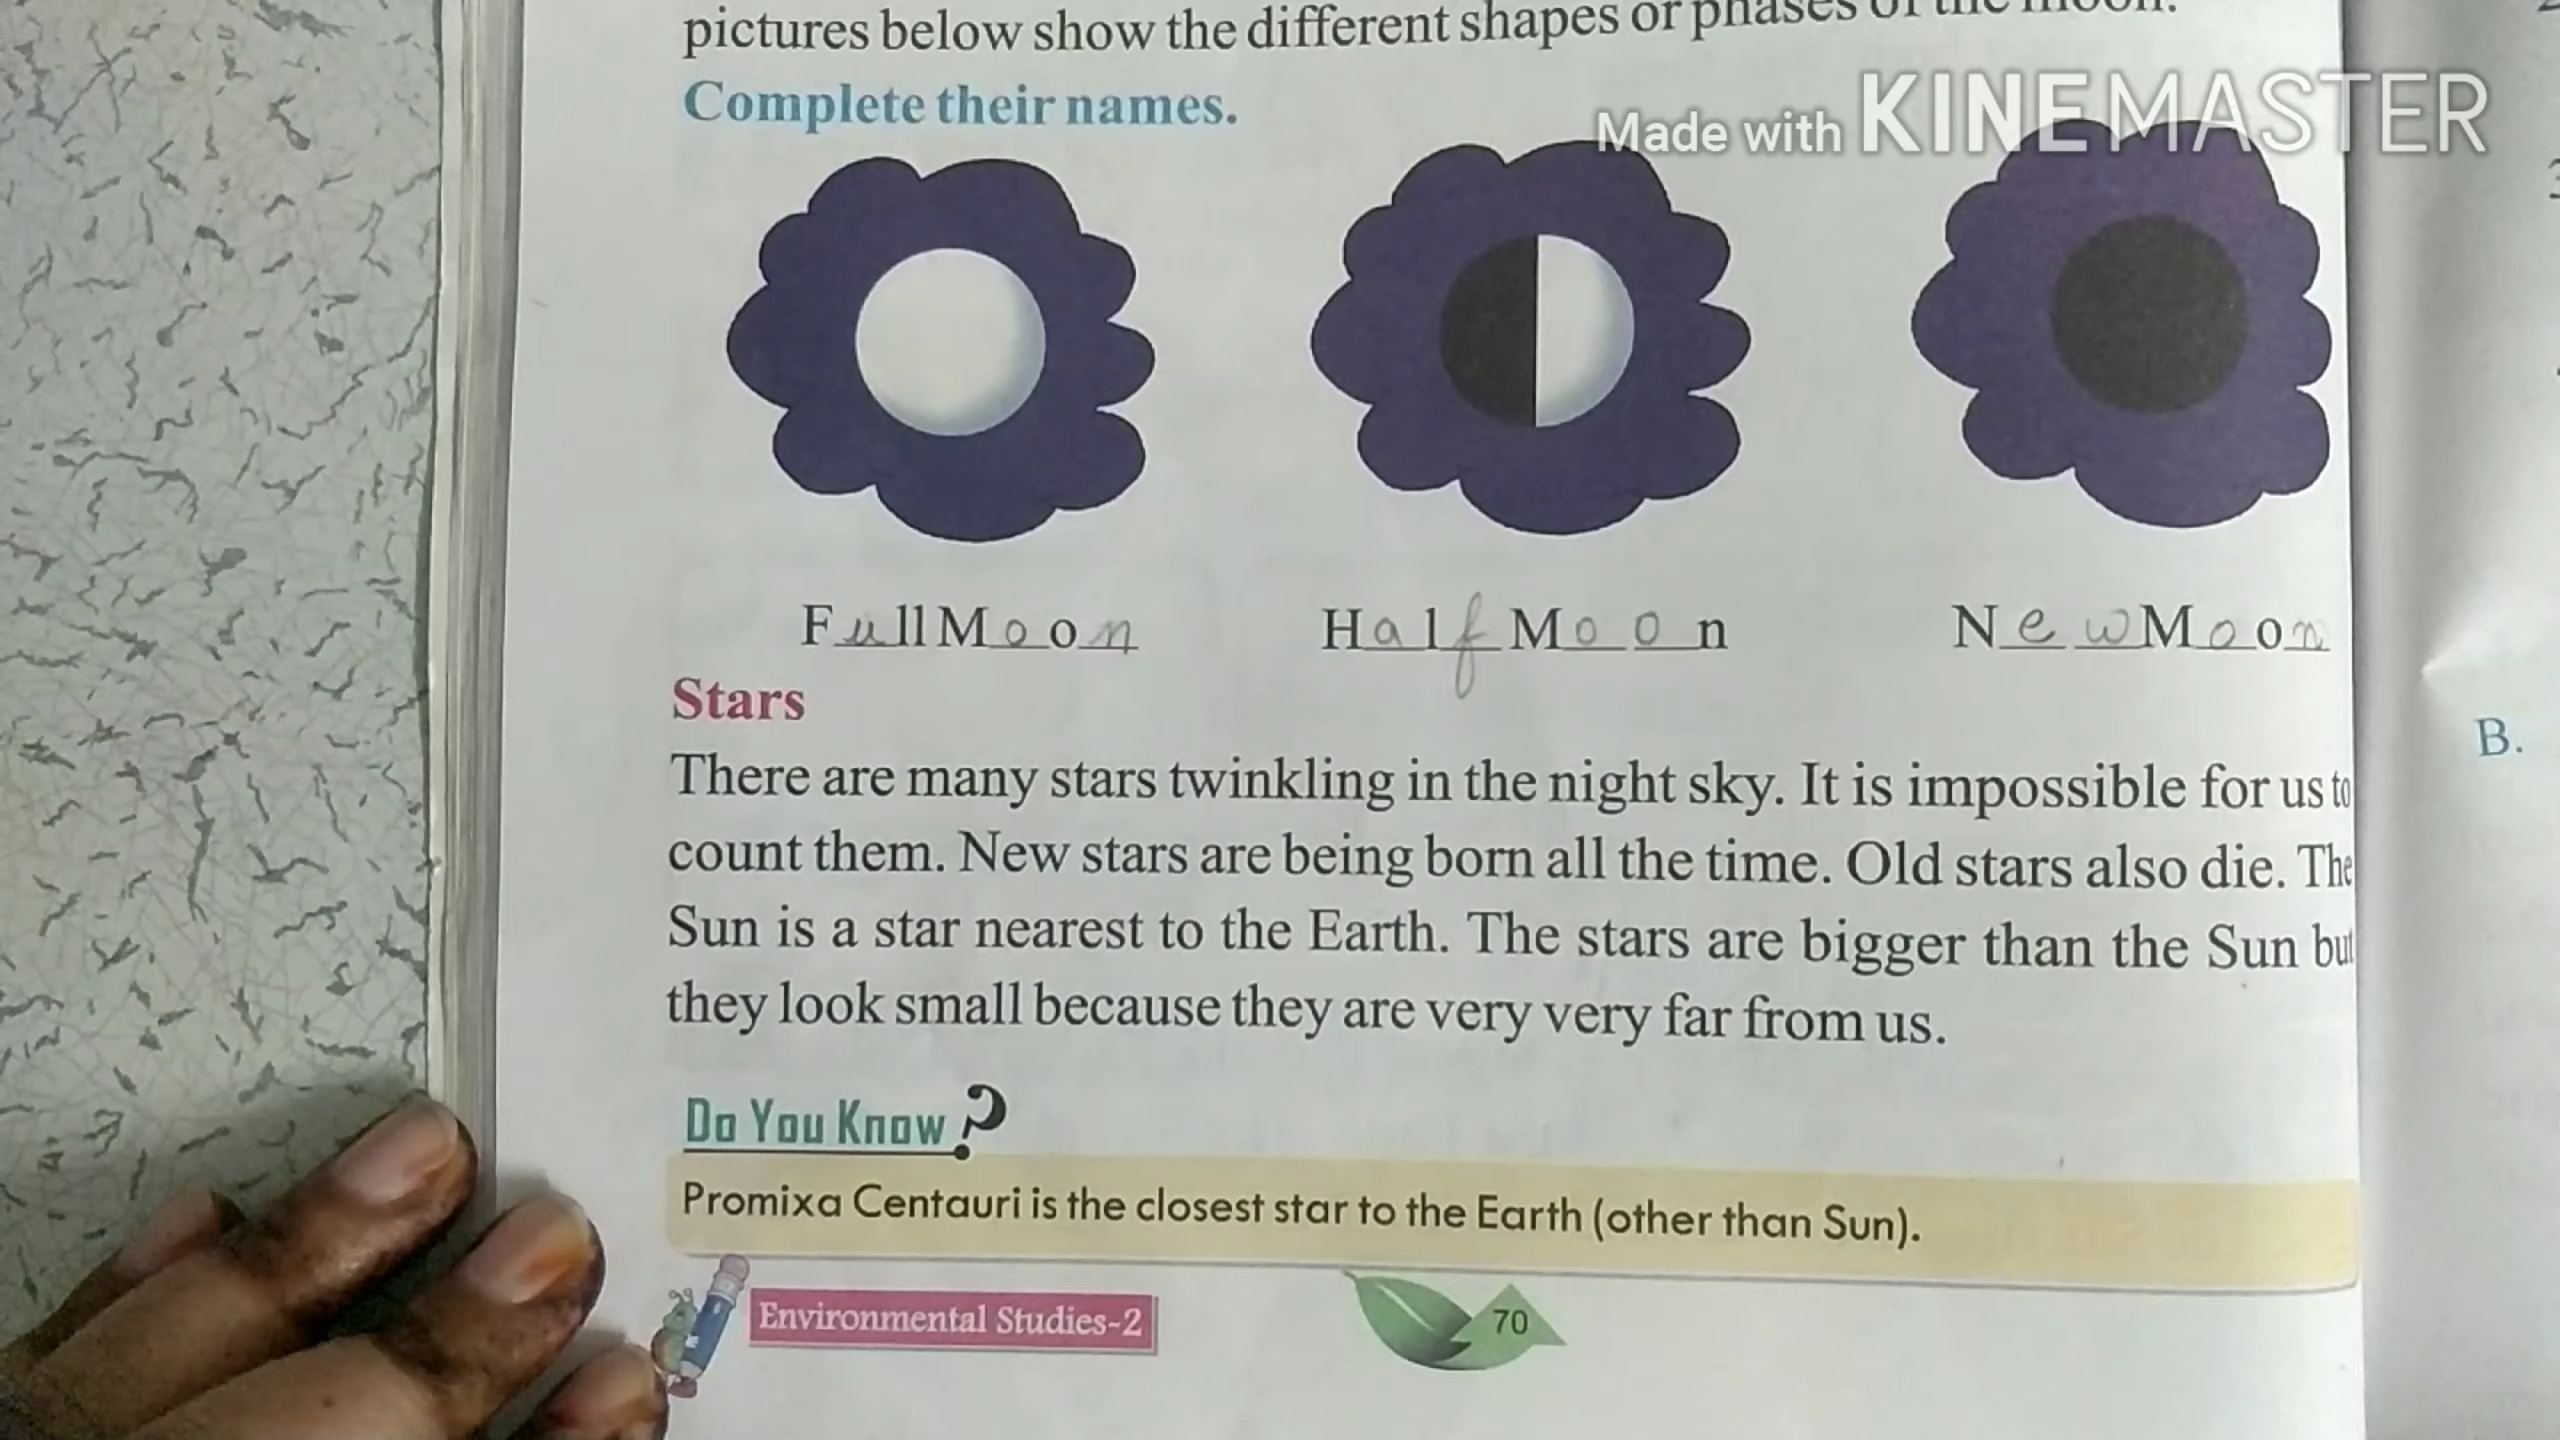 pictures below show the different shapes or phases of the moon.
Complete their names.
Made with KINEMASTER
Full Moon
Half Moon
New Moon
Stars
There are many stars twinkling in the night sky. It is impossible for us to
count them. New stars are being born all the time. Old stars also die. The
Sun is a star nearest to the Earth. The stars are bigger than the Sun but
they look small because they are very very far from us.
Do You Know?
Promixa Centauri is the closest star to the Earth (other than Sun).
Environmental Studies-2
70
B.